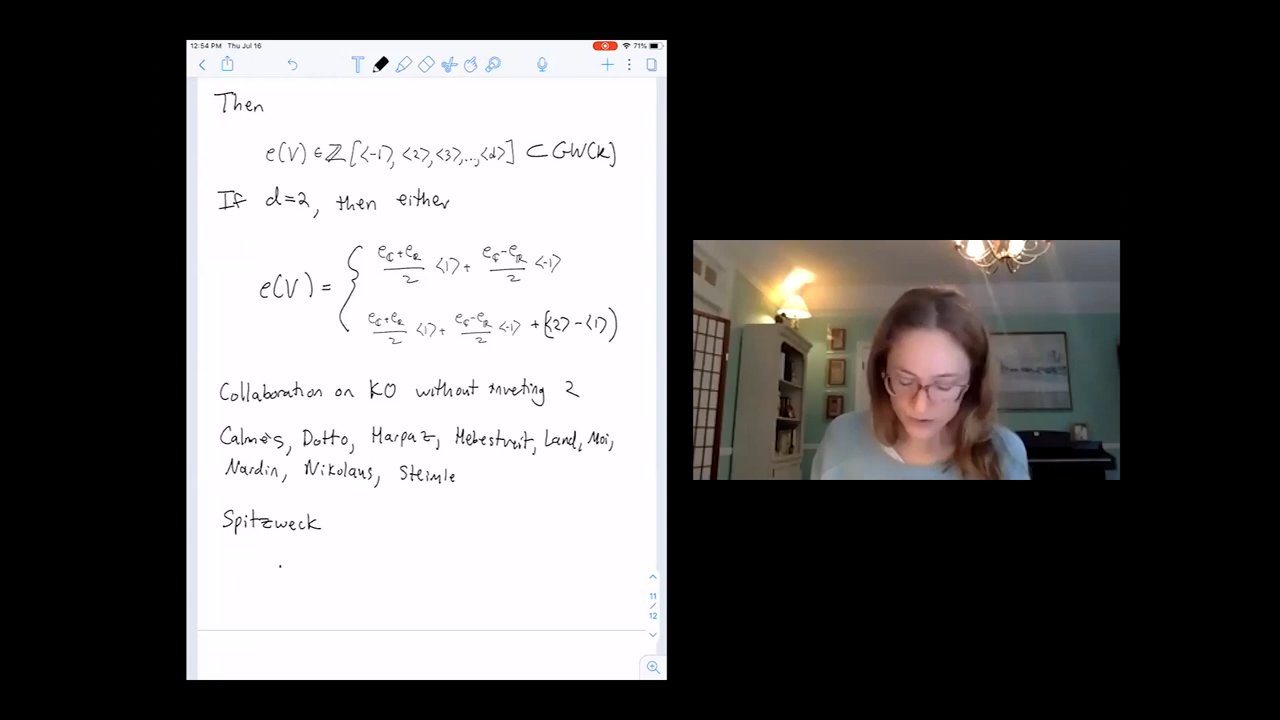 12:54 PM Thu Jul 16
71%
Then
e(V) ∈ ℤ[<-1>, <2>, <3>, ..., <d>] ⊂ GW(k)
If d=2, then either
e(V) = { (e_C+e_R)/2 <1> + (e_C-e_R)/2 <-1>
(e_C+e_R)/2 <1> + (e_C-e_R)/2 <-1> + (<2> - <1>)
Collaboration on KO without inveting 2
Calmès, Dotto, Harpaz, Hebestreit, Land, Moi,
Nardin, Nikolaus, Steimle
Spitzweck
11
/
12